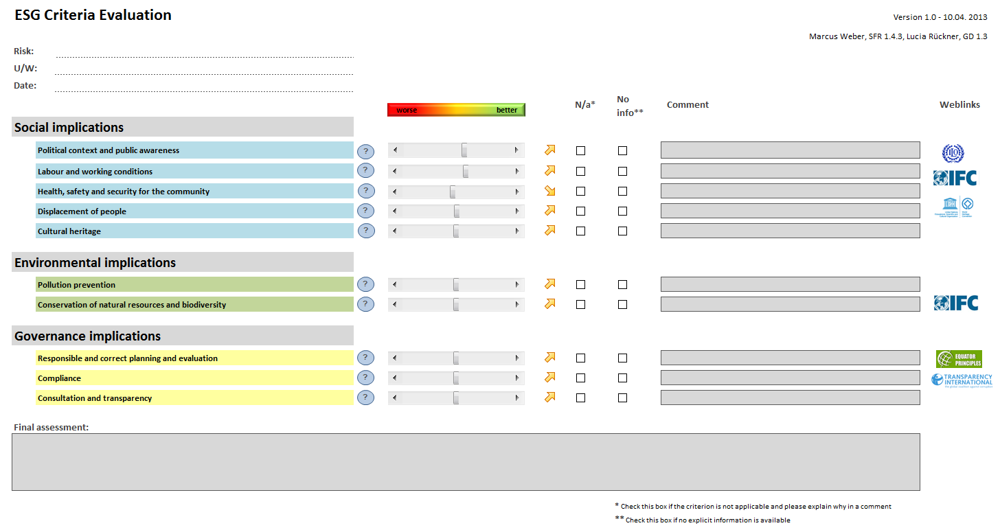 ESG Criteria Evaluation
Version 1.0 - 10.04. 2013
Marcus Weber, SFR 1.4.3, Lucia Rückner, GD 1.3
Risk:
U/W:
Date:
worse better
N/a*
No
info**
Comment
Weblinks
Social implications
Political context and public awareness ?
Labour and working conditions ?
IFC
Health, safety and security for the community ?
Displacement of people ?
Cultural heritage ?
Environmental implications
Pollution prevention ?
Conservation of natural resources and biodiversity ?
IFC
Governance implications
Responsible and correct planning and evaluation ?
EQUATOR
PRINCIPLES
Compliance ?
TRANSPARENCY
INTERNATIONAL
the global coalition against corruption
Consultation and transparency ?
Final assessment:
* Check this box if the criterion is not applicable and please explain why in a comment
** Check this box if no explicit information is available